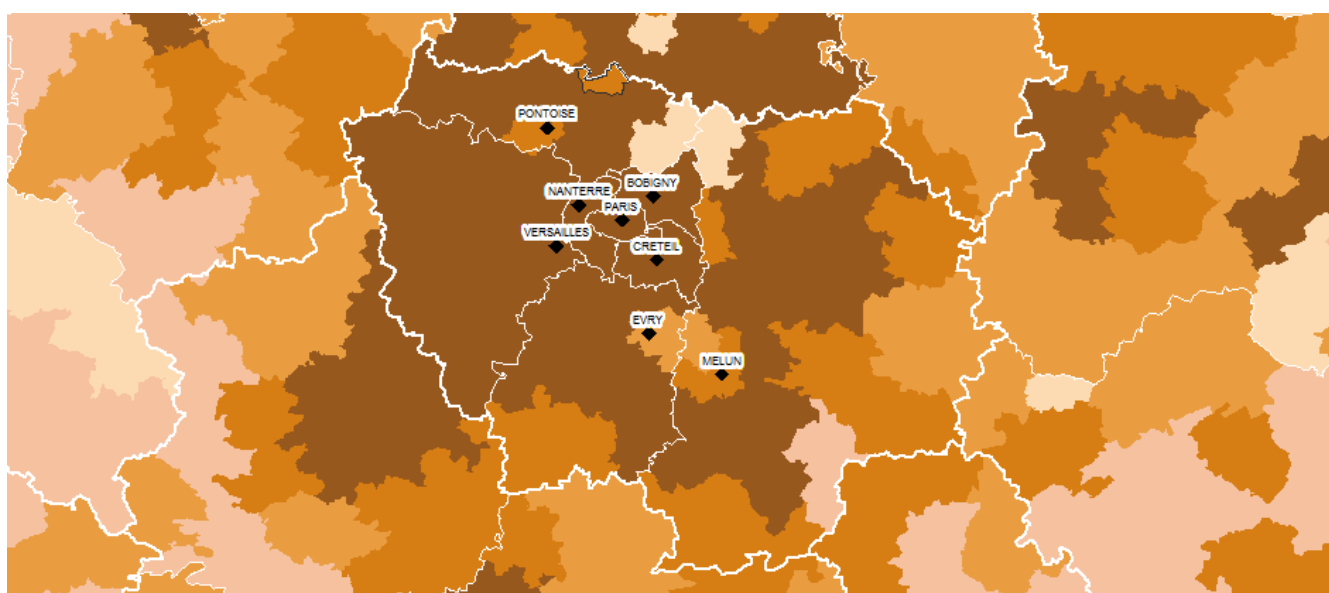 PONTOISE
NANTERRE
BOBIGNY
PARIS
VERSAILLES
CRETEIL
EVRY
MELUN